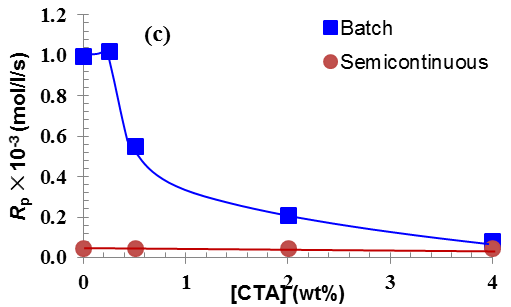 (c)
Batch
Semicontinuous
Rp × 10-3 (mol/l/s)
1.2
1.0
0.8
0.6
0.4
0.2
0.0
0 1 2 3 4
[CTA] (wt%)